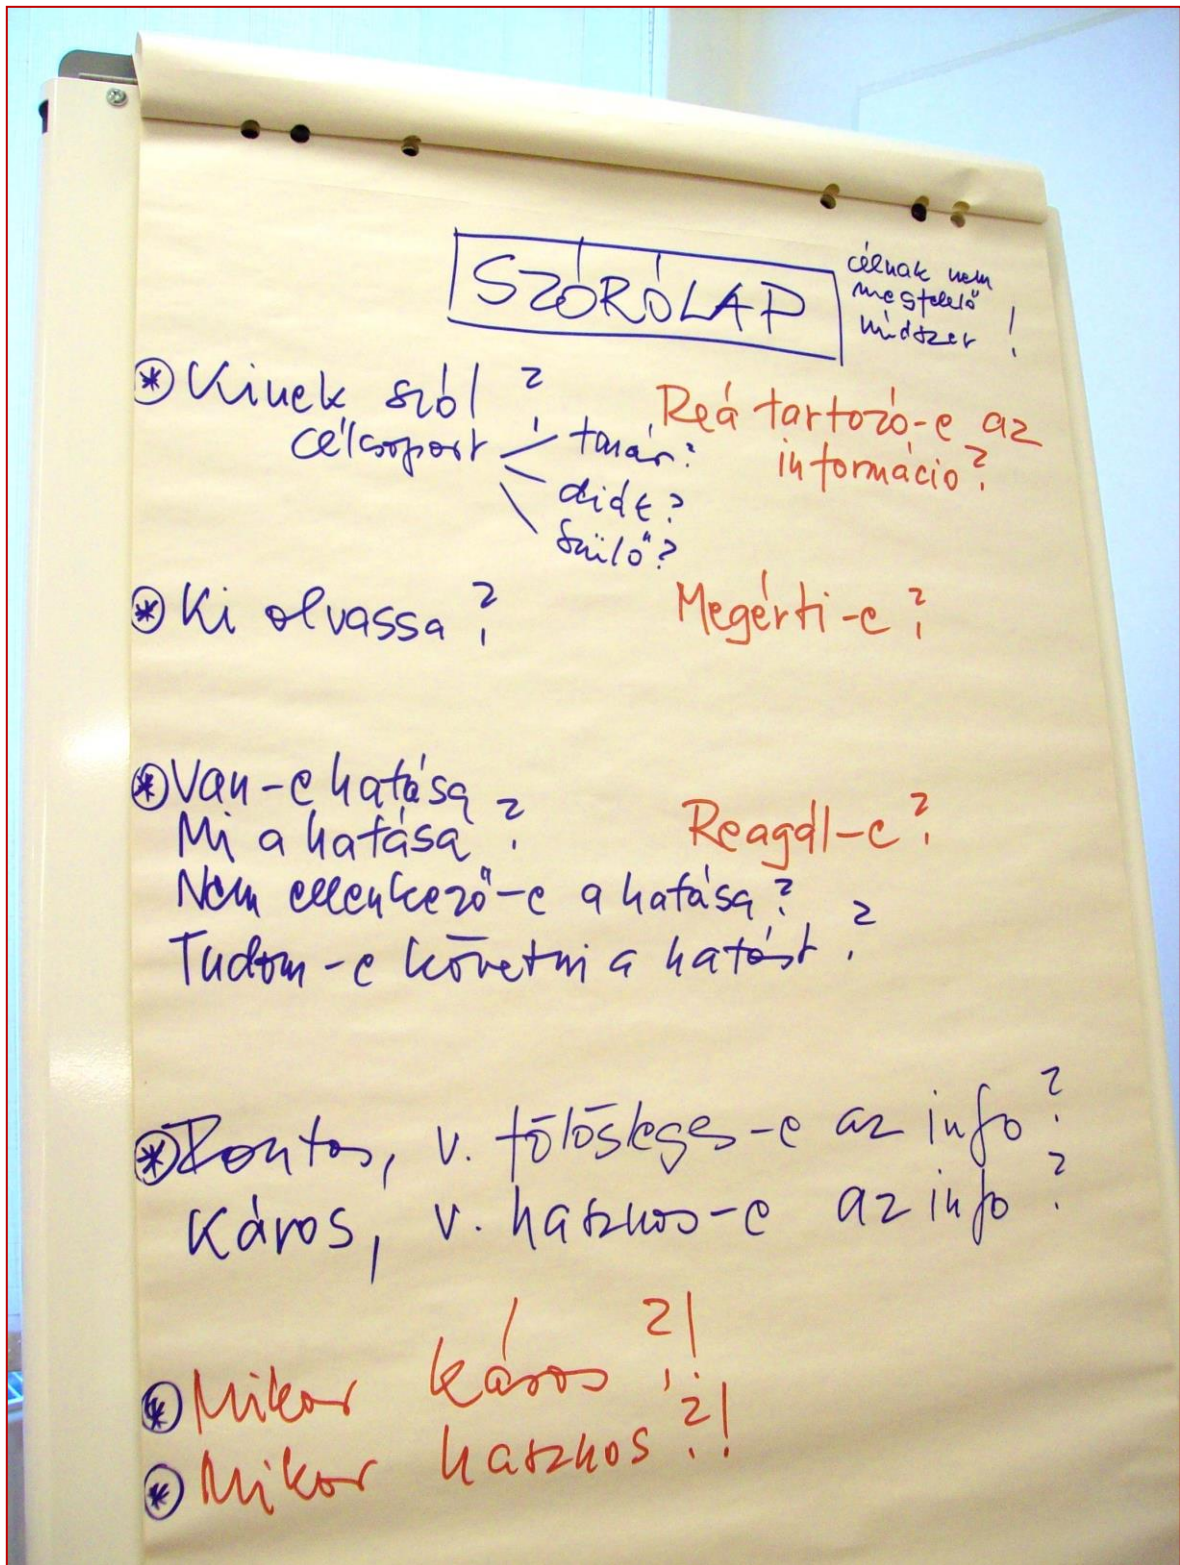 SZÓRÓLAP
célnak nem
megfelelő
módszer !
Kinek szól ?
célcsoport
tanár?
diák?
Szülő?
Reá tartozó-e az
információ?
Ki olvassa ?
Megérti-e ?
Van-e hatása
Mi a hatása ?
Nem ellenkező-e a hatása?
Tudom-e követni a hatást ?
Reagál-e ?
Fontos, v. fölösleges-e az info ?
Káros, v. hasznos-e az info ?
Mikor káros ?!
Mikor hasznos ?!